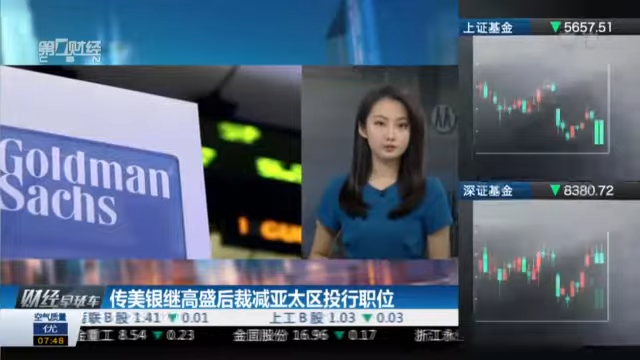 第一财经
CBN
上证基金 ▼5657.51
Goldman
Sachs
深证基金 ▼8380.72
财经早班车 传美银继高盛后裁减亚太区投行职位
空气质量
优
07:48
B股 1.41 ▼0.01 上工B股 1.03 ▼0.03
重工 8.54 ▼0.23 金固股份 16.96 ▼0.17 浙江永